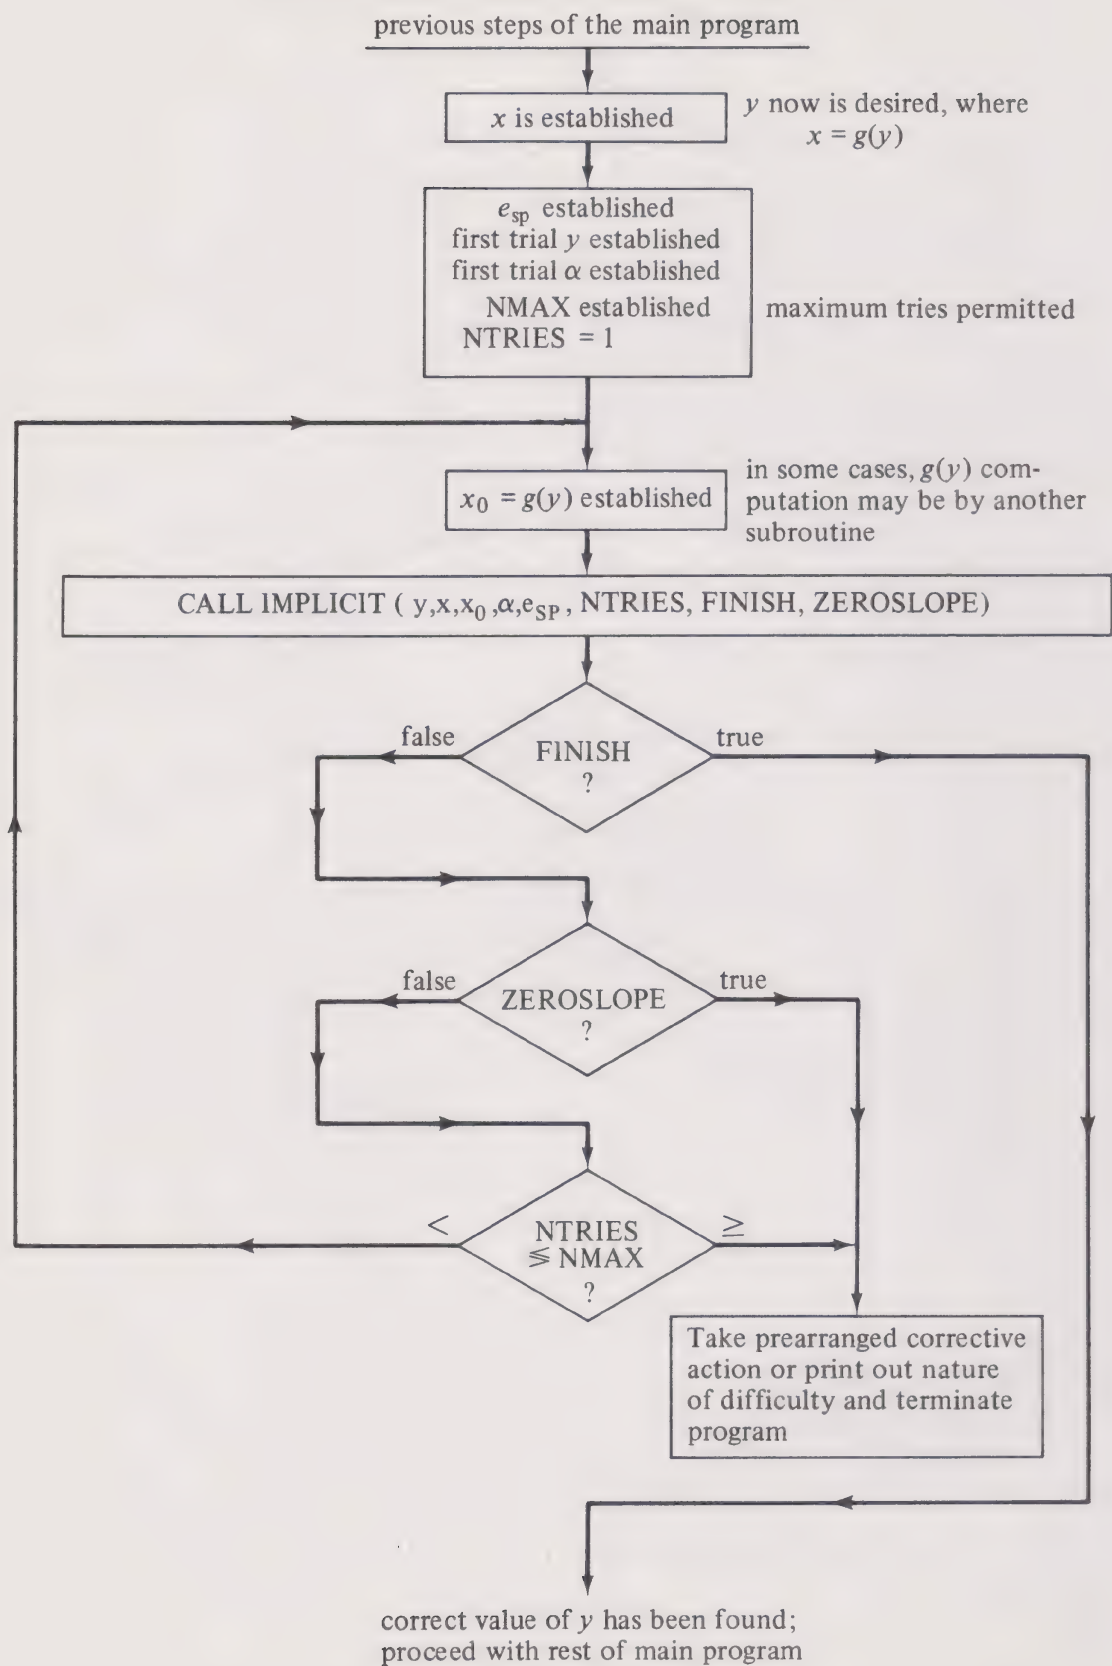 previous steps of the main program
x is established
y now is desired, where
x = g(y)
e_sp established
first trial y established
first trial α established
NMAX established
NTRIES = 1
maximum tries permitted
x₀ = g(y) established
in some cases, g(y) com-
putation may be by another
subroutine
CALL IMPLICIT ( y,x,x₀,α,e_SP, NTRIES, FINISH, ZEROSLOPE)
false
true
FINISH
?
false
true
ZEROSLOPE
?
<
≥
NTRIES
≶ NMAX
?
Take prearranged corrective
action or print out nature
of difficulty and terminate
program
correct value of y has been found;
proceed with rest of main program